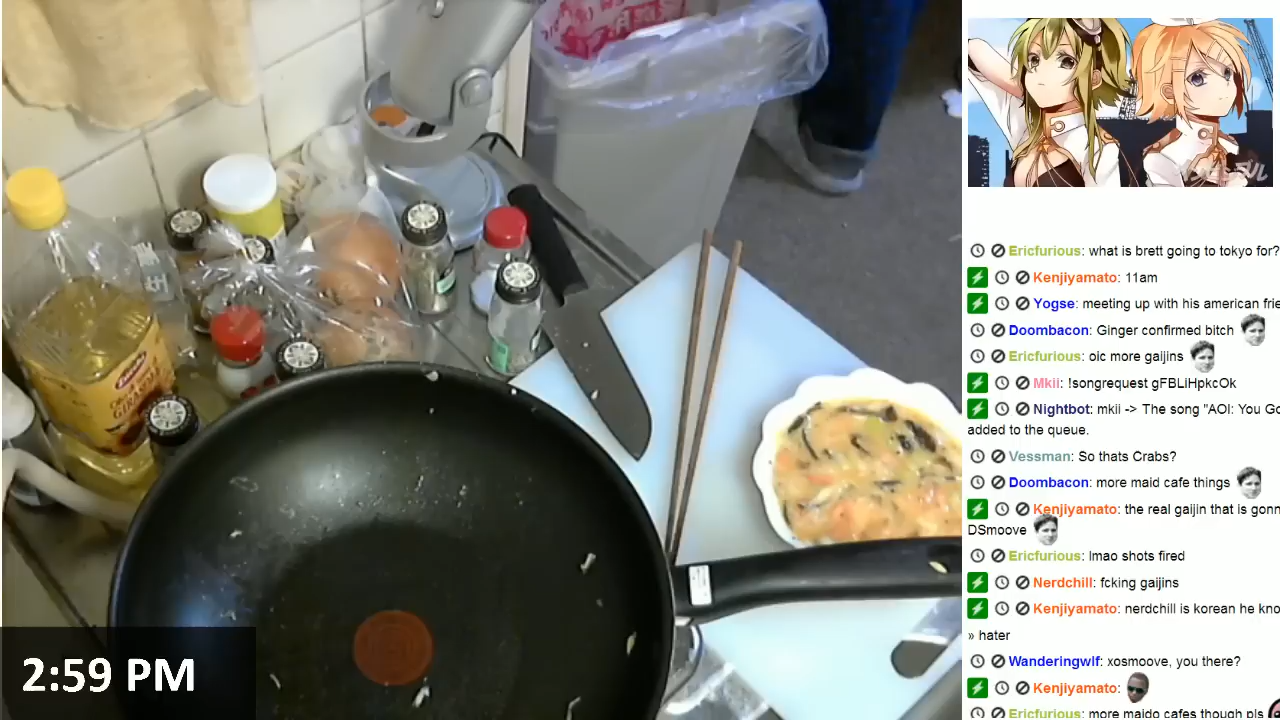 Ericfurious: what is brett going to tokyo for?
Kenjiyamato: 11am
Yogse: meeting up with his american frie
Doombacon: Ginger confirmed bitch
Ericfurious: oic more gaijins
Mkii: !songrequest gFBLiHpkcOk
Nightbot: mkii -> The song "AOI: You Go
added to the queue.
Vessman: So thats Crabs?
Doombacon: more maid cafe things
Kenjiyamato: the real gaijin that is gonn
DSmoove
Ericfurious: lmao shots fired
Nerdchill: fcking gaijins
Kenjiyamato: nerdchill is korean he kno
» hater
Wanderingwlf: xosmoove, you there?
Kenjiyamato:
Ericfurious: more maido cafes though pls
2:59 PM